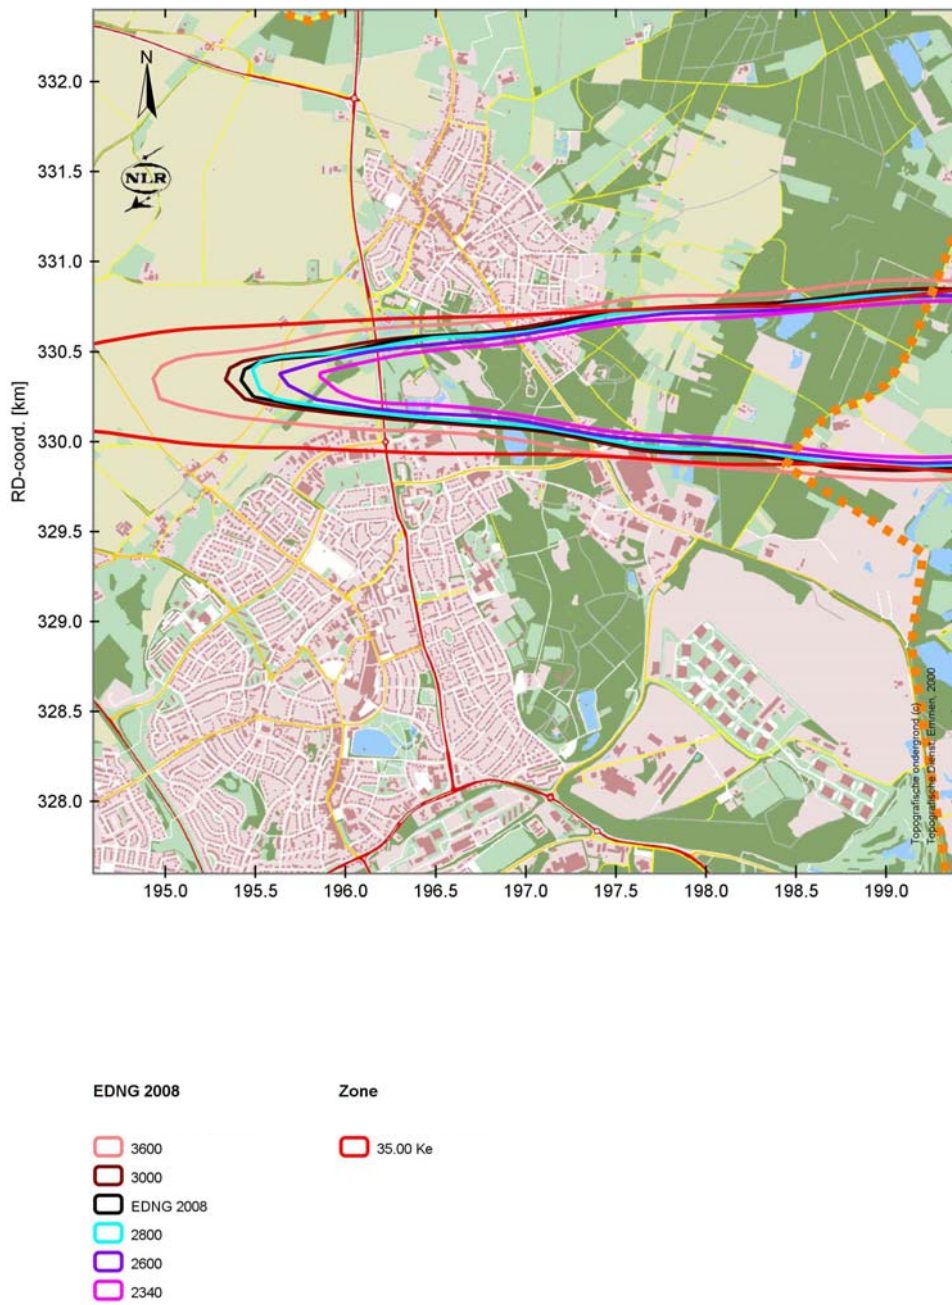 332.0
N
331.5
NLR
331.0
330.5
RD-coord. [km]
330.0
329.5
329.0
328.5
328.0
Topografische ondergrond (c)
Topografische Dienst, Emmen, 2000
195.0 195.5 196.0 196.5 197.0 197.5 198.0 198.5 199.0
EDNG 2008 Zone
3600 35.00 Ke
3000
EDNG 2008
2800
2600
2340